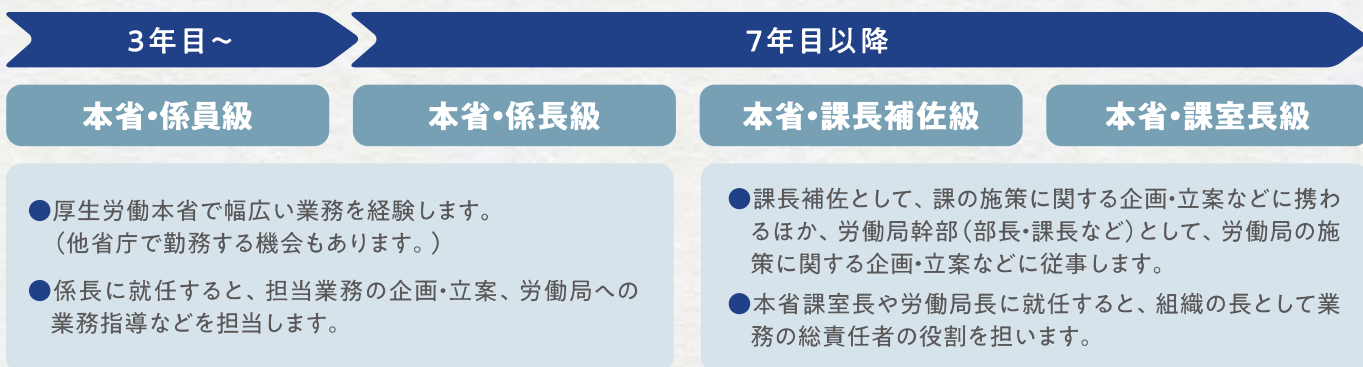 3年目~
7年目以降
本省・係員級
本省・係長級
本省・課長補佐級
本省・課室長級
●厚生労働本省で幅広い業務を経験します。
（他省庁で勤務する機会もあります。）
●係長に就任すると、担当業務の企画・立案、労働局への
業務指導などを担当します。
●課長補佐として、課の施策に関する企画・立案などに携わ
るほか、労働局幹部（部長・課長など）として、労働局の施
策に関する企画・立案などに従事します。
●本省課室長や労働局長に就任すると、組織の長として業
務の総責任者の役割を担います。